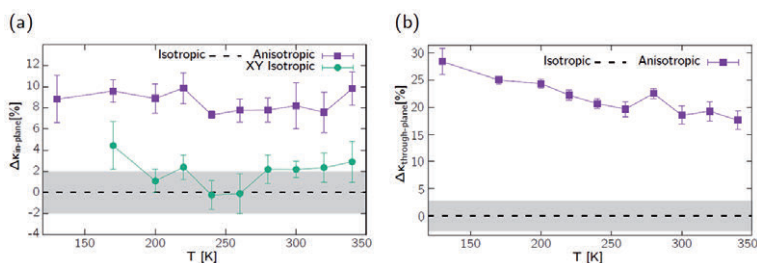 (a)
Isotropic
Anisotropic
XY Isotropic
Δκin-plane[%]
12
10
8
6
4
2
0
-2
-4
150
200
250
300
350
T [K]
(b)
Isotropic
Anisotropic
Δκthrough-plane[%]
30
25
20
15
10
5
0
150
200
250
300
350
T [K]